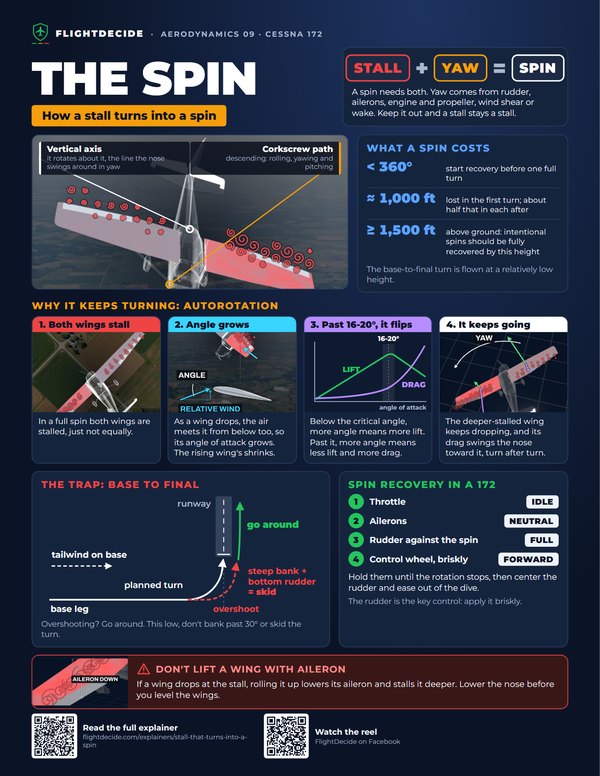 FLIGHTDECIDE · AERODYNAMICS 09 · CESSNA 172
THE SPIN
How a stall turns into a spin
STALL + YAW = SPIN
A spin needs both. Yaw comes from rudder,
ailerons, engine and propeller, wind shear or
wake. Keep it out and a stall stays a stall.
Vertical axis
it rotates about it, the line the nose
swings around in yaw
Corkscrew path
descending: rolling, yawing and
pitching
WHAT A SPIN COSTS
< 360°
start recovery before one full
turn
≈ 1,000 ft
lost in the first turn; about
half that in each after
≥ 1,500 ft
above ground: intentional
spins should be fully
recovered by this height
The base-to-final turn is flown at a relatively low
height.
WHY IT KEEPS TURNING: AUTOROTATION
1. Both wings stall
In a full spin both wings are
stalled, just not equally.
2. Angle grows
ANGLE
RELATIVE WIND
As a wing drops, the air
meets it from below too, so
its angle of attack grows.
The rising wing's shrinks.
3. Past 16-20°, it flips
16-20°
LIFT
DRAG
angle of attack
Below the critical angle,
more angle means more lift.
Past it, more angle means
less lift and more drag.
4. It keeps going
YAW
The deeper-stalled wing
keeps dropping, and its
drag swings the nose
toward it, turn after turn.
THE TRAP: BASE TO FINAL
runway
go around
tailwind on base
planned turn
steep bank +
bottom rudder
= skid
base leg
overshoot
Overshooting? Go around. This low, don't bank past 30° or skid the
turn.
SPIN RECOVERY IN A 172
1 Throttle IDLE
2 Ailerons NEUTRAL
3 Rudder against the spin FULL
4 Control wheel, briskly FORWARD
Hold them until the rotation stops, then center the
rudder and ease out of the dive.
The rudder is the key control: apply it briskly.
AILERON DOWN
DON'T LIFT A WING WITH AILERON
If a wing drops at the stall, rolling it up lowers its aileron and stalls it deeper. Lower the nose before
you level the wings.
Read the full explainer
flightdecide.com/explainers/stall-that-turns-into-a-
spin
Watch the reel
FlightDecide on Facebook